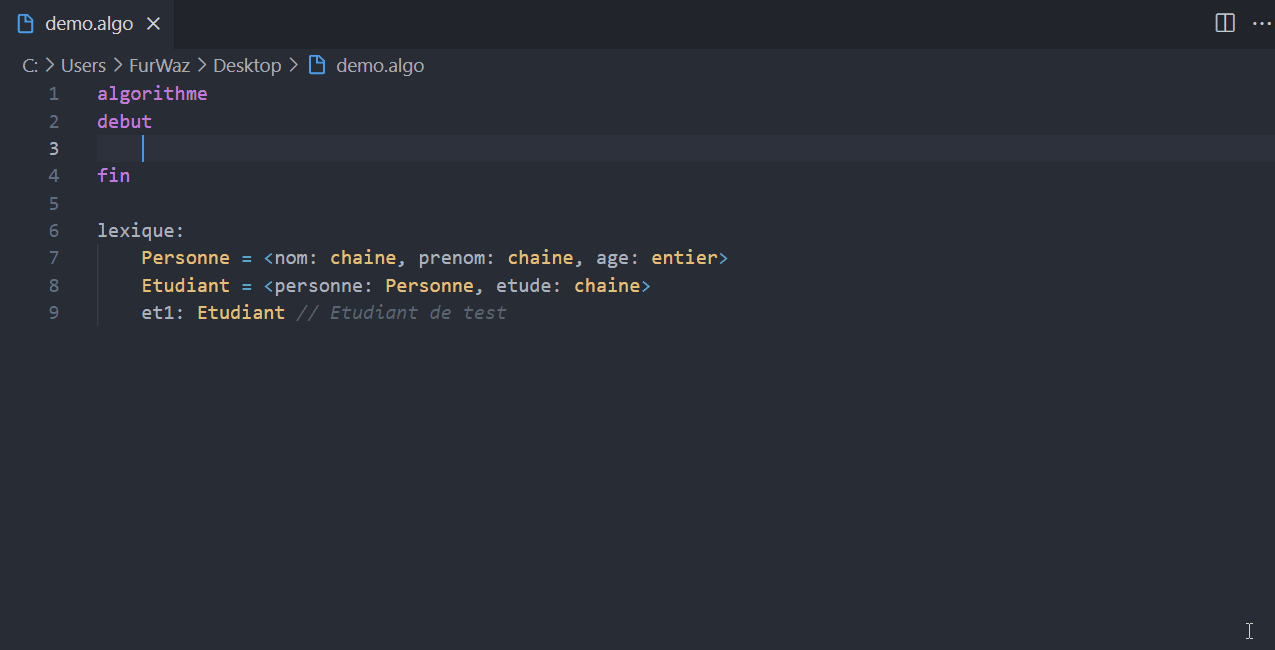 demo.algo
C: > Users > FurWaz > Desktop > demo.algo
1 algorithme
2 debut
3
4 fin
5
6 lexique:
7 Personne = <nom: chaine, prenom: chaine, age: entier>
8 Etudiant = <personne: Personne, etude: chaine>
9 et1: Etudiant // Etudiant de test